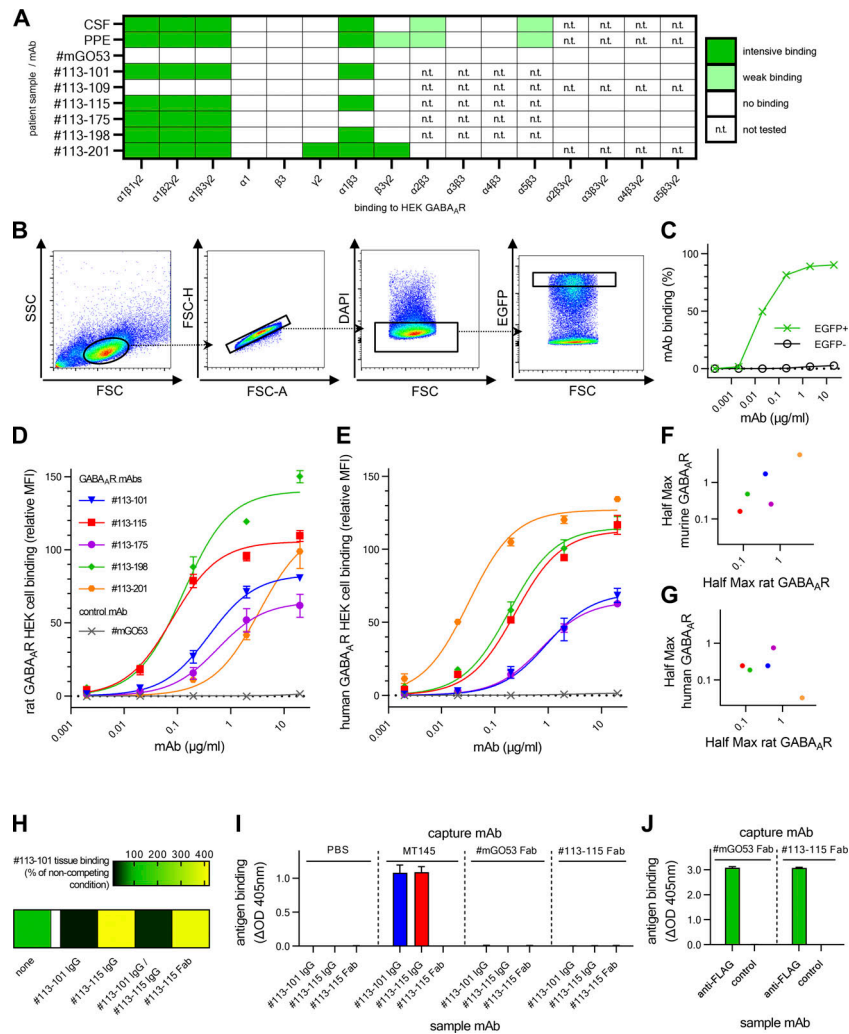 A
CSF
PPE
#mGO53
#113-101
#113-109
#113-115
#113-175
#113-198
#113-201
patient sample / mAb
n.t. n.t. n.t. n.t.
n.t. n.t. n.t. n.t.
n.t. n.t. n.t. n.t.
n.t. n.t. n.t. n.t. n.t. n.t. n.t. n.t.
n.t. n.t. n.t. n.t.
n.t. n.t. n.t. n.t.
n.t. n.t. n.t. n.t.
n.t. n.t. n.t. n.t.
α1β1γ2 α1β2γ2 α1β3γ2 α1 β3 γ2 α1β3 β3γ2 α2β3 α3β3 α4β3 α5β3 α2β3γ2 α3β3γ2 α4β3γ2 α5β3γ2
binding to HEK GABAAR
intensive binding
weak binding
no binding
n.t. not tested
B
SSC
FSC
FSC-H
FSC-A
DAPI
FSC
EGFP
FSC
C
mAb binding (%)
100
50
0
EGFP+
EGFP-
0.001 0.01 0.1 1 10
mAb (µg/ml)
D
rat GABAAR HEK cell binding (relative MFI)
150
100
50
0
GABAAR mAbs
#113-101
#113-115
#113-175
#113-198
#113-201
control mAb
#mGO53
0.001 0.01 0.1 1 10
mAb (µg/ml)
E
human GABAAR HEK cell binding (relative MFI)
150
100
50
0
0.001 0.01 0.1 1 10
mAb (µg/ml)
F
Half Max
murine GABAAR
1
0.1
0.1 1
Half Max rat GABAAR
G
Half Max
human GABAAR
1
0.1
0.1 1
Half Max rat GABAAR
H
100 200 300 400
#113-101 tissue binding
(% of non-competing
condition)
none
#113-101 IgG
#113-115 IgG
#113-101 IgG /
#113-115 IgG
#113-115 Fab
I
capture mAb
PBS MT145 #mGO53 Fab #113-115 Fab
antigen binding
(ΔOD 405nm)
1.0
0.5
0.0
#113-101 IgG #113-115 IgG #113-115 Fab #113-101 IgG #113-115 IgG #113-115 Fab #113-101 IgG #113-115 IgG #113-115 Fab #113-101 IgG #113-115 IgG #113-115 Fab
sample mAb
J
capture mAb
#mGO53 Fab #113-115 Fab
antigen binding
(ΔOD 405nm)
4
3
2
1
0
anti-FLAG control anti-FLAG control
sample mAb